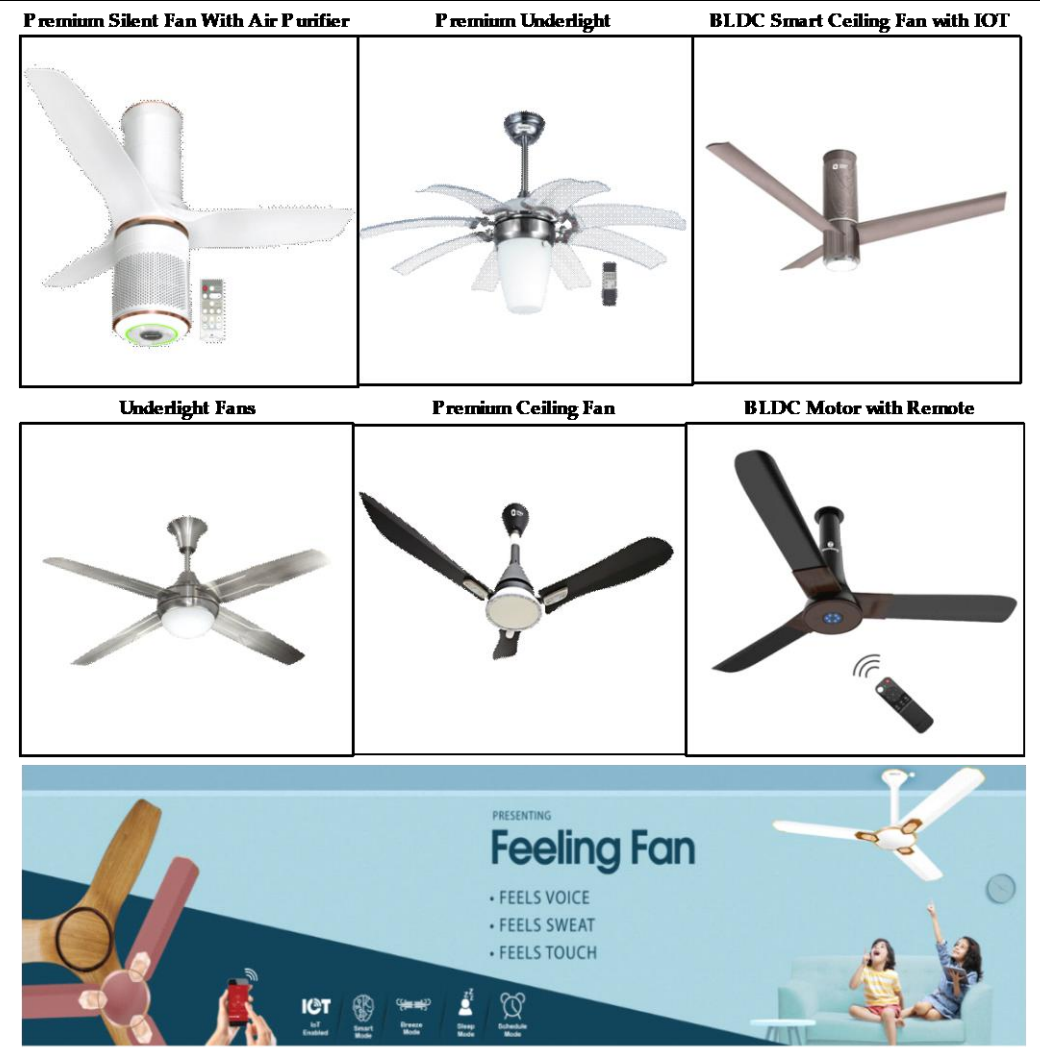 Premium Silent Fan With Air Purifier
Premium Underlight
BLDC Smart Ceiling Fan with IOT
Underlight Fans
Premium Ceiling Fan
BLDC Motor with Remote
PRESENTING
Feeling Fan
• FEELS VOICE
• FEELS SWEAT
• FEELS TOUCH
IOT
IoT
Enabled
Smart
Mode
Breeze
Mode
Sleep
Mode
Schedule
Mode